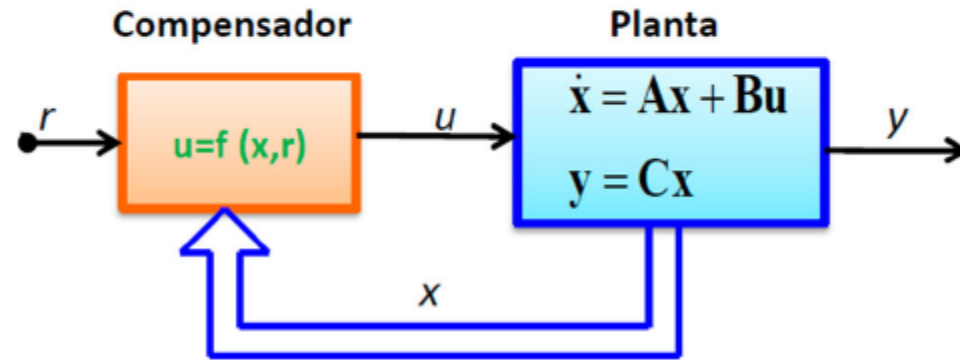 Compensador
Planta
r
u=f (x,r)
u
ẋ = Ax + Bu
y = Cx
y
x